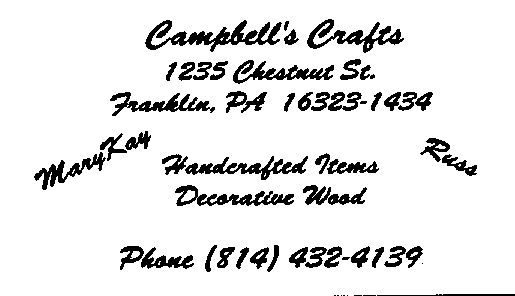 Campbell's Crafts
1235 Chestnut St.
Franklin, PA 16323-1434
MaryKay
Russ
Handcrafted Items
Decorative Wood
Phone (814) 432-4139